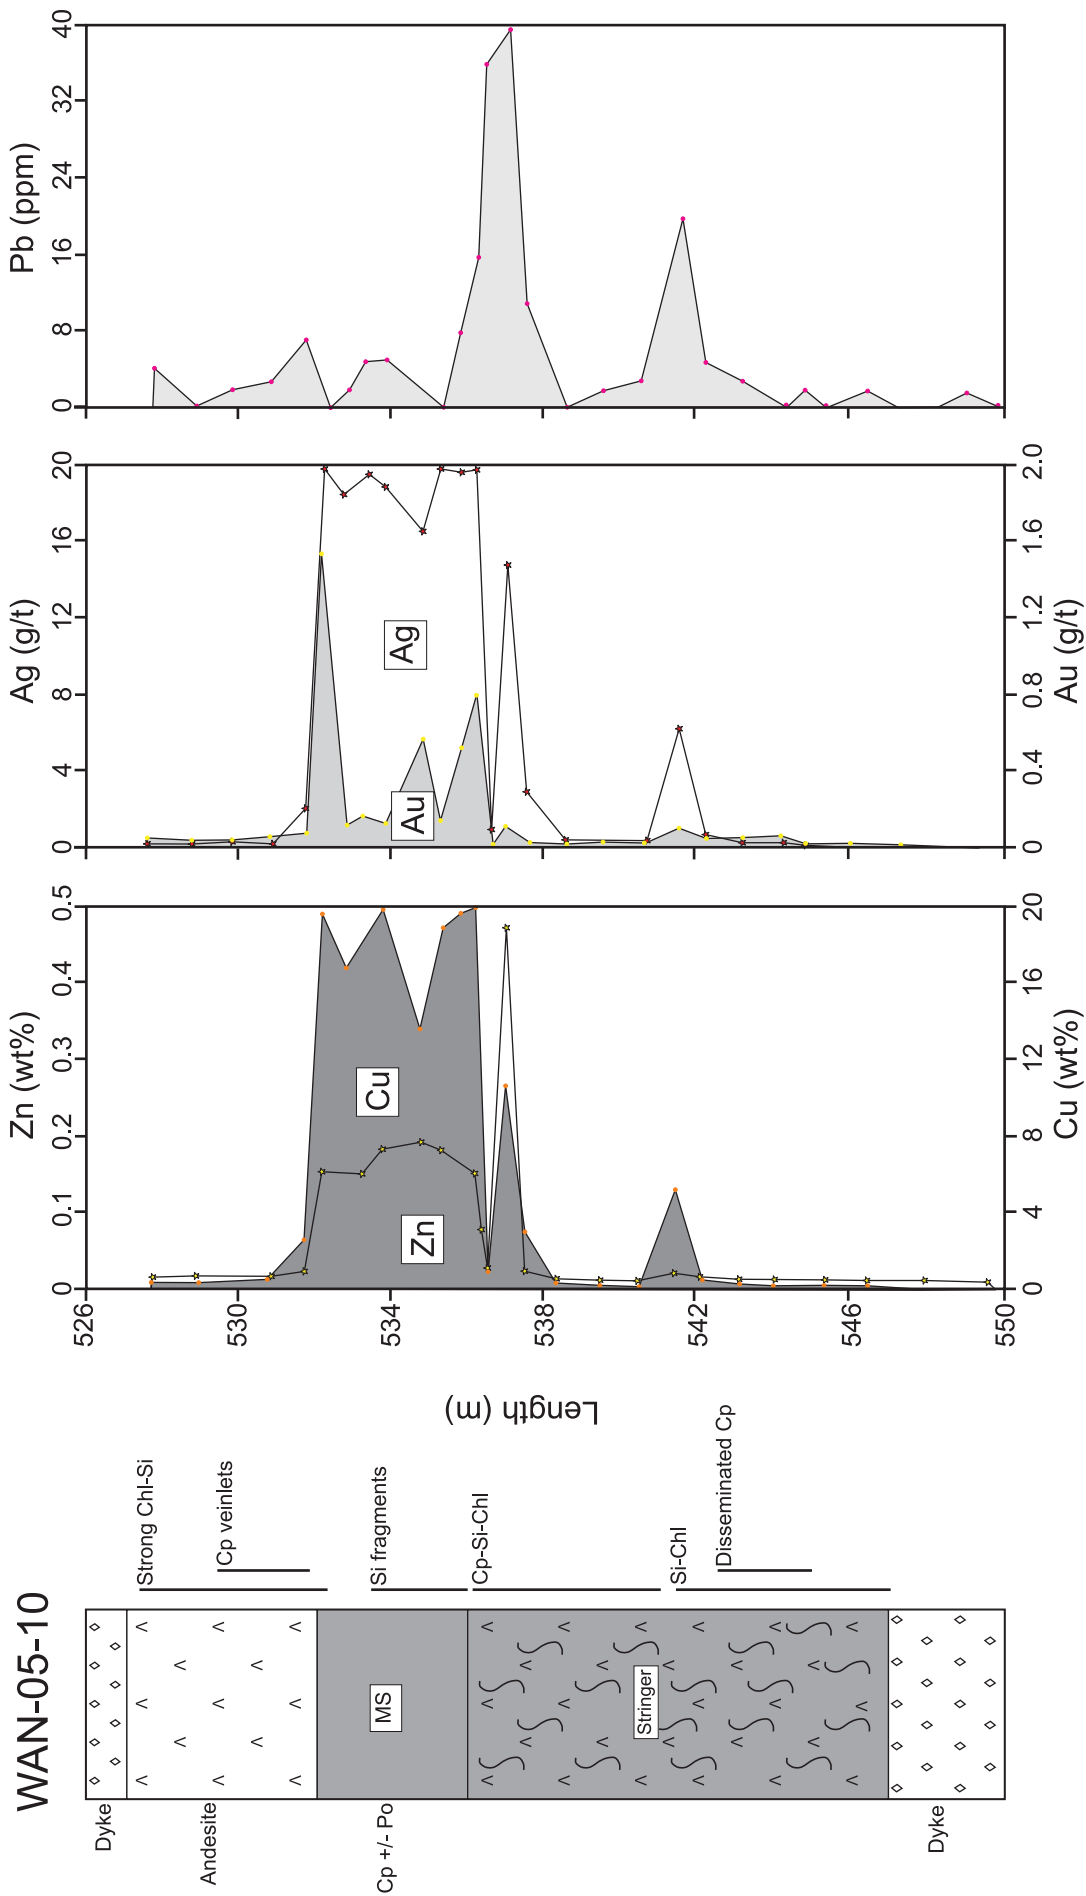 WAN-05-10
Dyke
Andesite
Cp +/- Po
Dyke
MS
Stringer
Strong Chl-Si
Cp veinlets
Si fragments
Cp-Si-Chl
Si-Chl
Disseminated Cp
Length (m)
526
530
534
538
542
546
550
Zn (wt%)
0 0.1 0.2 0.3 0.4 0.5
Zn
Cu
0 4 8 12 16 20
Cu (wt%)
Ag (g/t)
0 4 8 12 16 20
Au
Ag
0 0.4 0.8 1.2 1.6 2.0
Au (g/t)
Pb (ppm)
0 8 16 24 32 40